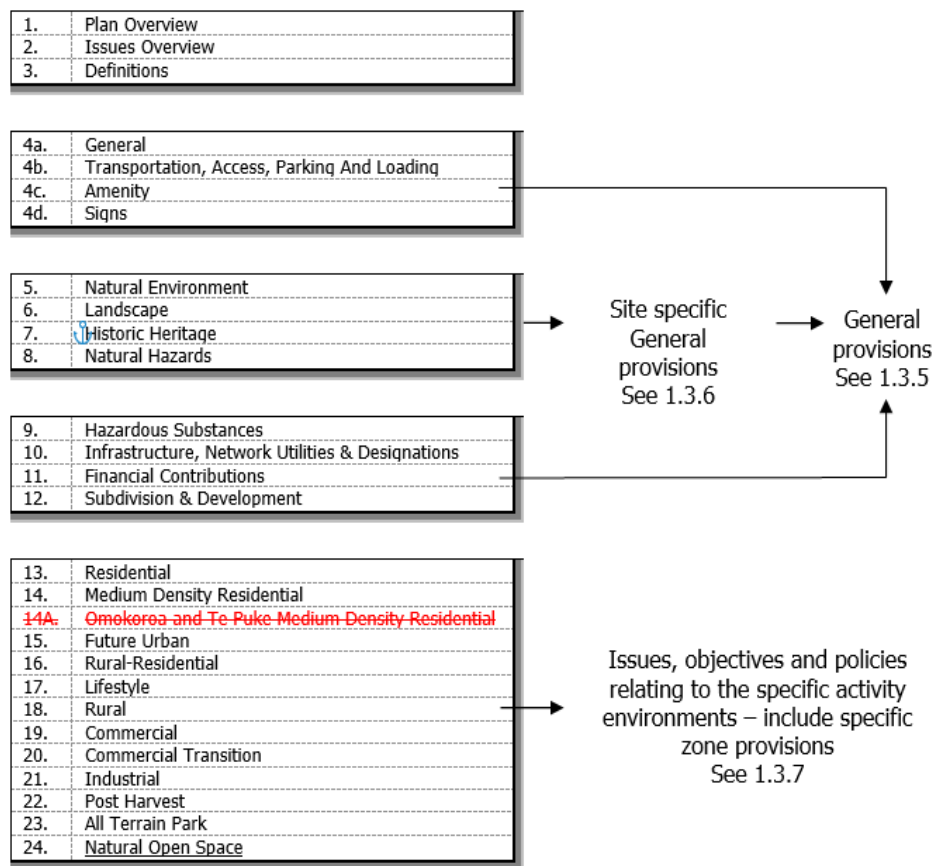 1. Plan Overview
2. Issues Overview
3. Definitions
4a. General
4b. Transportation, Access, Parking And Loading
4c. Amenity
4d. Signs
5. Natural Environment
6. Landscape
7. Historic Heritage
8. Natural Hazards
Site specific
General
provisions
See 1.3.6
General
provisions
See 1.3.5
9. Hazardous Substances
10. Infrastructure, Network Utilities & Designations
11. Financial Contributions
12. Subdivision & Development
13. Residential
14. Medium Density Residential
14A. Omokoroa and Te Puke Medium Density Residential
15. Future Urban
16. Rural-Residential
17. Lifestyle
18. Rural
19. Commercial
20. Commercial Transition
21. Industrial
22. Post Harvest
23. All Terrain Park
24. Natural Open Space
Issues, objectives and policies
relating to the specific activity
environments – include specific
zone provisions
See 1.3.7